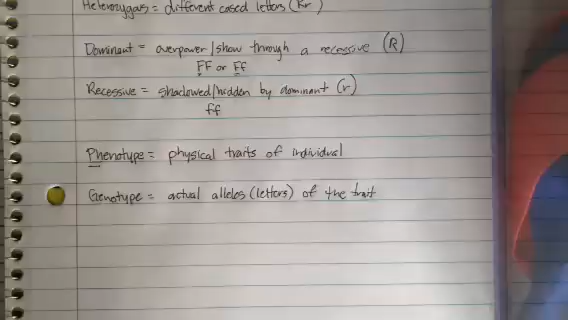 Heterozygous = different cased letters (Rr)
Dominant = overpower/show through a recessive (R)
FF or Ff
Recessive = shadowed/hidden by dominant (r)
ff
Phenotype = physical traits of individual
Genotype = actual alleles (letters) of the trait